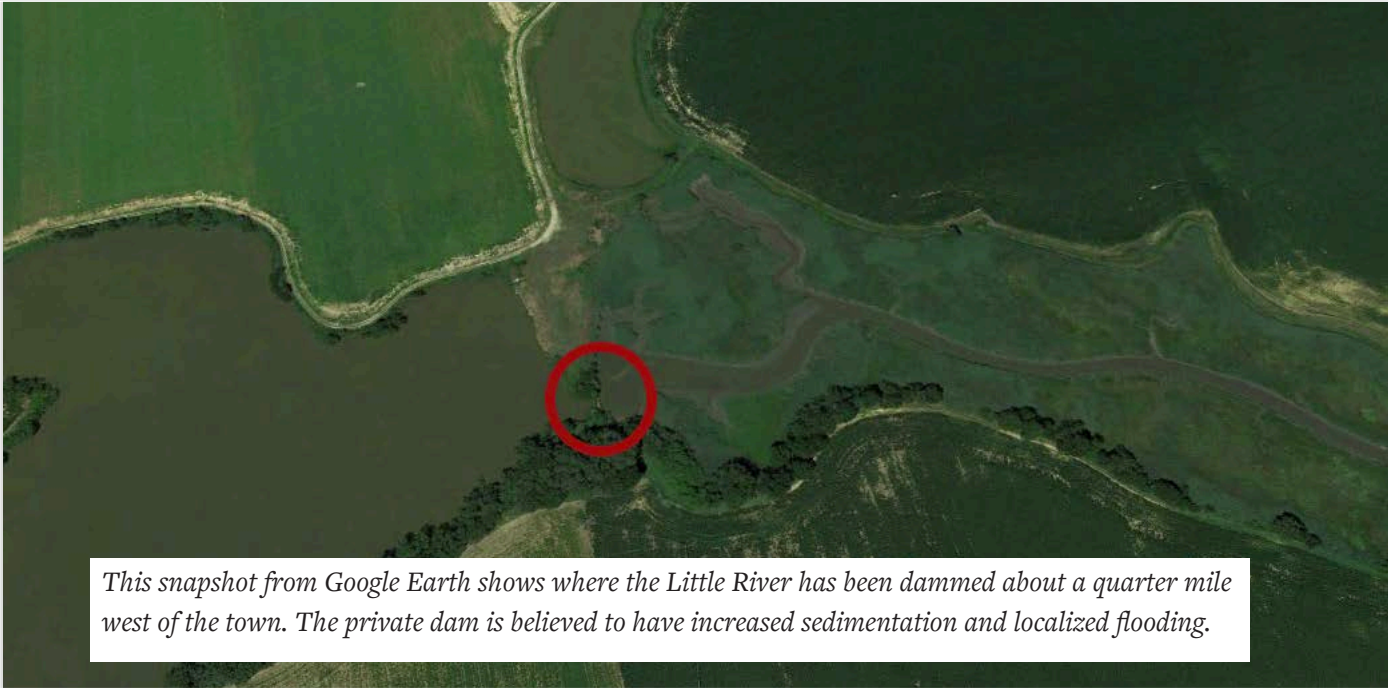 This snapshot from Google Earth shows where the Little River has been dammed about a quarter mile
west of the town. The private dam is believed to have increased sedimentation and localized flooding.